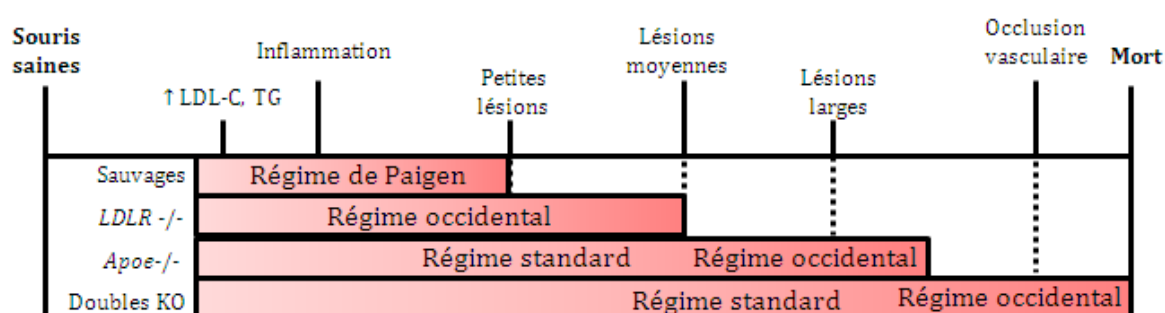 Souris
saines
↑ LDL-C, TG
Inflammation
Petites
lésions
Lésions
moyennes
Lésions
larges
Occlusion
vasculaire
Mort
Sauvages
Régime de Paigen
LDLR -/-
Régime occidental
Apoe-/-
Régime standard
Régime occidental
Doubles KO
Régime standard
Régime occidental